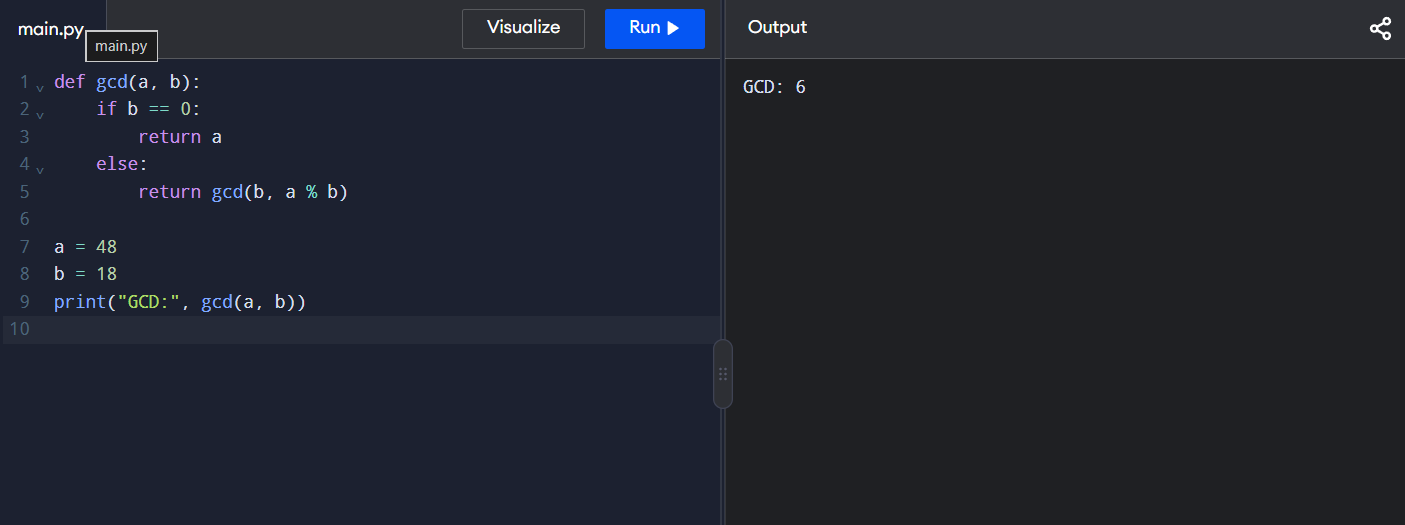 main.py
main.py
Visualize
Run
Output
1 def gcd(a, b):
2     if b == 0:
3         return a
4     else:
5         return gcd(b, a % b)
6
7 a = 48
8 b = 18
9 print("GCD:", gcd(a, b))
10
GCD: 6